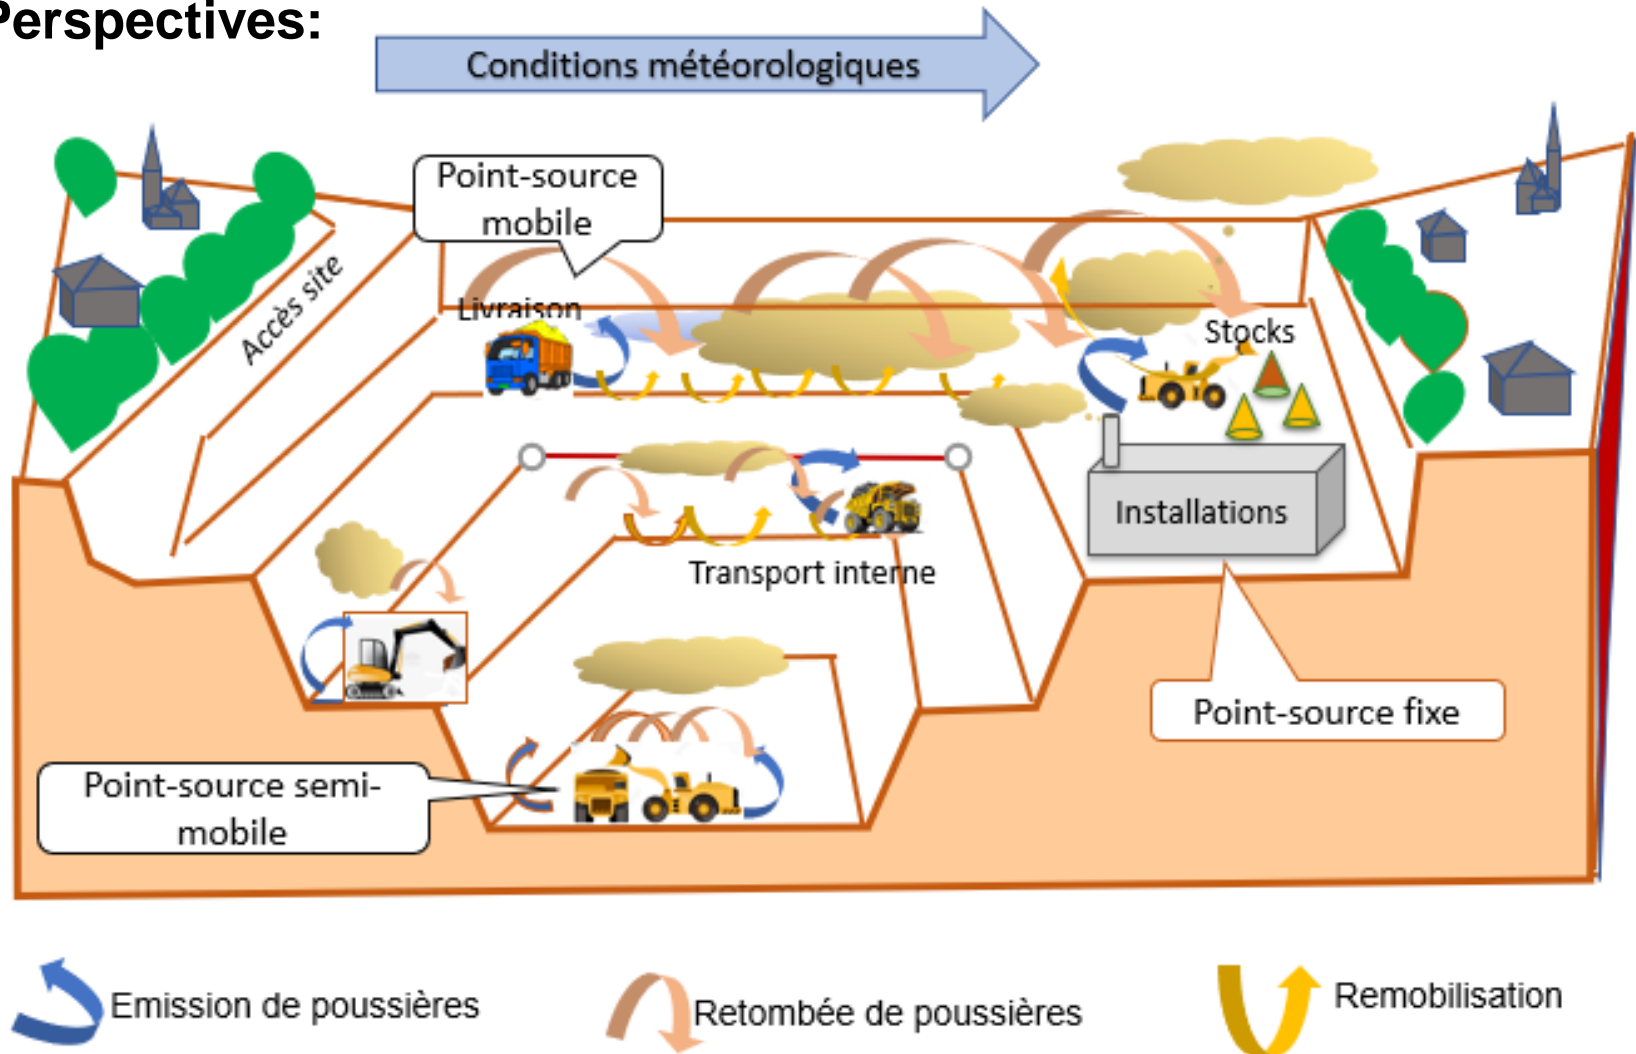 Perspectives:
Conditions météorologiques
Point-source
mobile
Accès site
Livraison
Stocks
Installations
Transport interne
Point-source fixe
Point-source semi-
mobile
Emission de poussières
Retombée de poussières
Remobilisation